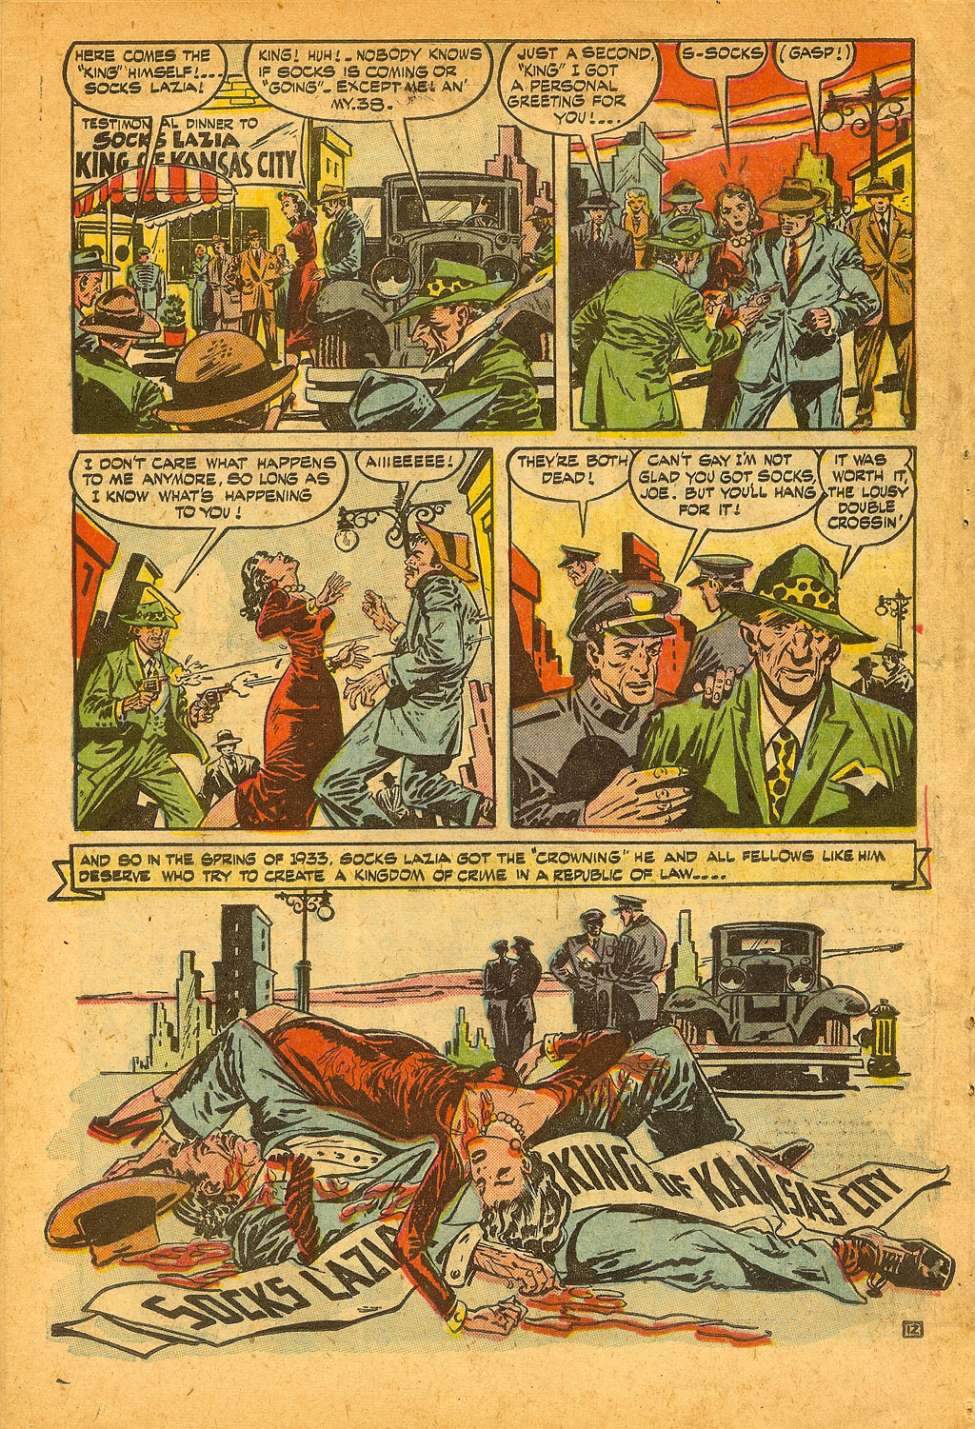 HERE COMES THE
"KING" HIMSELF!...
SOCKS LAZIA!
KING! HUH!-NOBODY KNOWS
IF SOCKS IS COMING OR
"GOING"- EXCEPT ME! AN'
MY.38.
TESTIMON AL DINNER TO
SOCKS LAZIA
KING OF KANSAS CITY
JUST A SECOND,
"KING" I GOT
A PERSONAL
GREETING FOR
YOU!...
S-SOCKS
(GASP!)
I DON'T CARE WHAT HAPPENS
TO ME ANYMORE, SO LONG AS
I KNOW WHAT'S HAPPENING
TO YOU!
AIIIEEEEE!
THEY'RE BOTH
DEAD!
CAN'T SAY I'M NOT
GLAD YOU GOT SOCKS,
JOE. BUT YOU'LL HANG
FOR IT!
IT WAS
WORTH IT,
THE LOUSY
DOUBLE
CROSSIN'
AND SO IN THE SPRING OF 1933, SOCKS LAZIA GOT THE "CROWNING" HE AND ALL FELLOWS LIKE HIM
DESERVE WHO TRY TO CREATE A KINGDOM OF CRIME IN A REPUBLIC OF LAW....
KING OF KANSAS CITY
SOCKS LAZIA
12